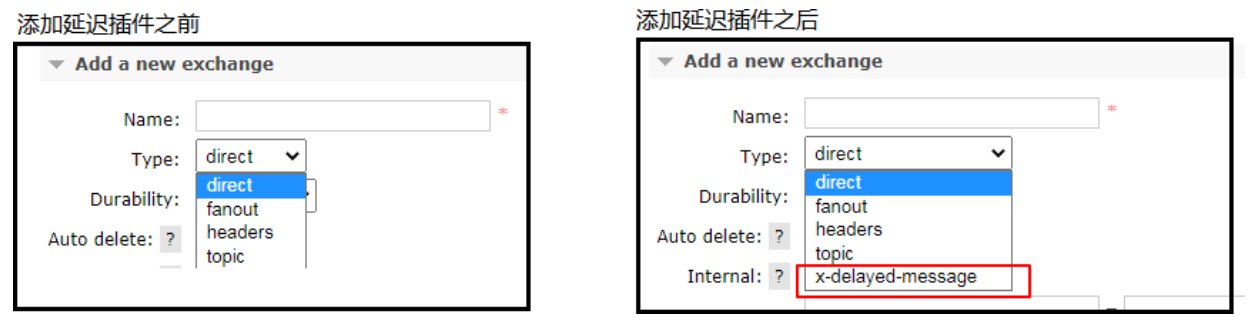 添加延迟插件之前
Add a new exchange
Name:
*
Type:
direct
direct
Durability:
fanout
headers
Auto delete: ?
topic
添加延迟插件之后
Add a new exchange
Name:
*
Type:
direct
direct
Durability:
fanout
headers
Auto delete: ?
topic
Internal: ?
x-delayed-message